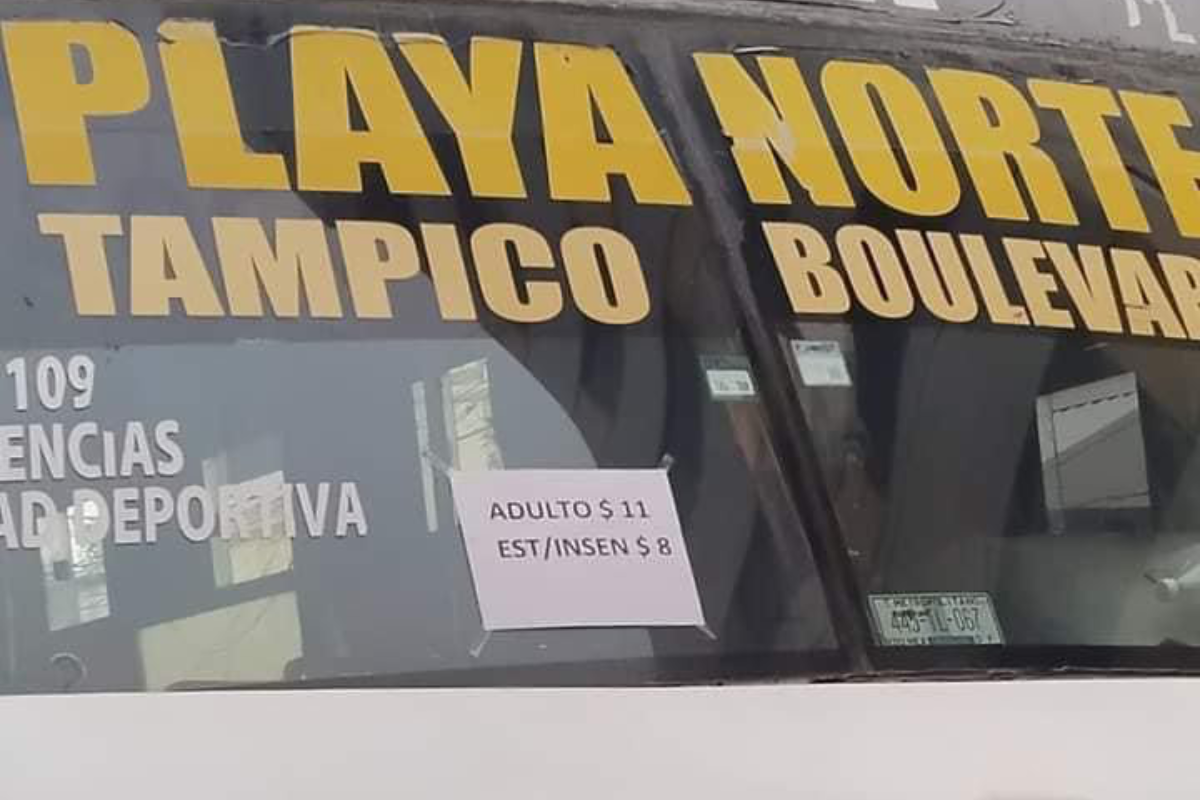 PLAYA NORTE
TAMPICO BOULEVAR
109
ENCiAS
AD DEPORTIVA
ADULTO $ 11
EST/INSEN $ 8